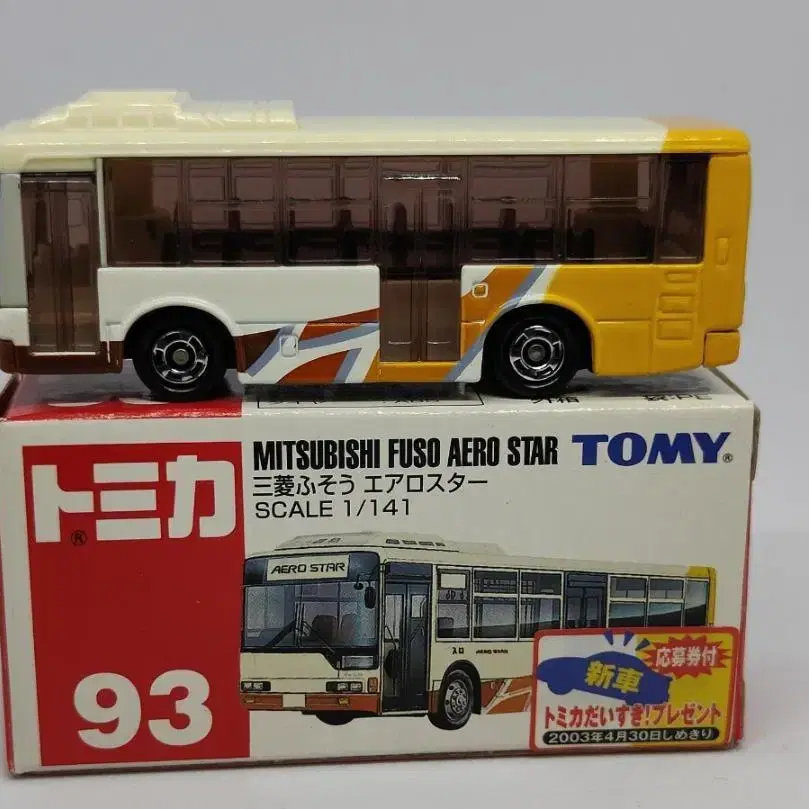 トミカ
®
93
MITSUBISHI FUSO AERO STAR
TOMY®
三菱ふそう エアロスター
SCALE 1/141
AERO STAR
入口
AERO STAR
応募券付
新車
トミカだいすき!プレゼント
2003年4月30日しめきり